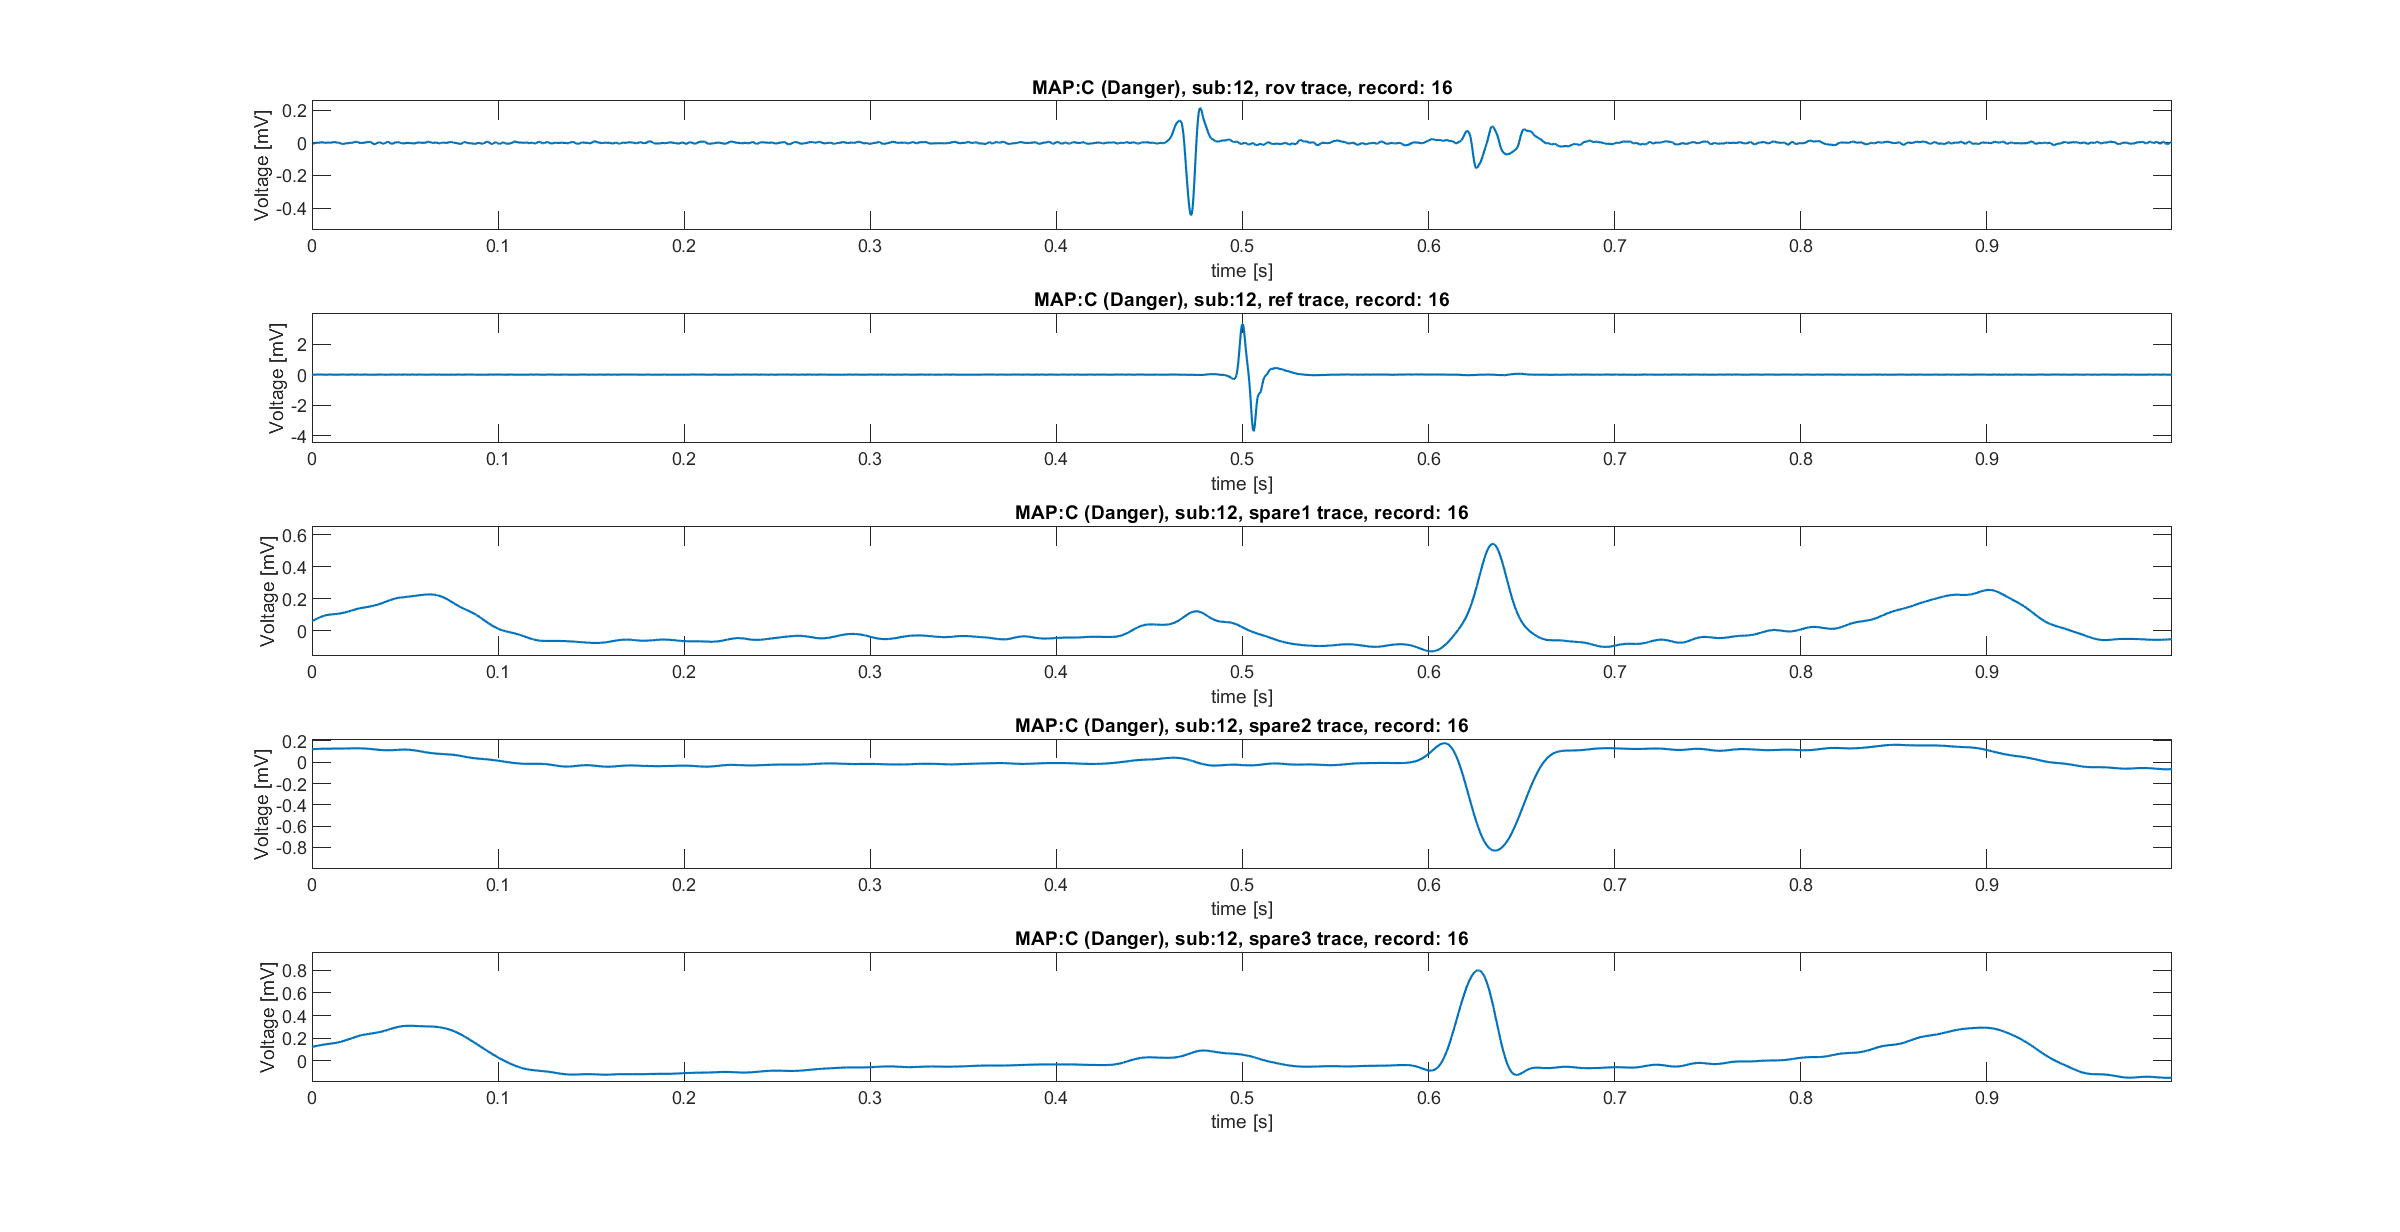 MAP:C (Danger), sub:12, rov trace, record: 16
Voltage [mV]
0.2
0
-0.2
-0.4
0 0.1 0.2 0.3 0.4 0.5 0.6 0.7 0.8 0.9
time [s]
MAP:C (Danger), sub:12, ref trace, record: 16
Voltage [mV]
2
0
-2
-4
0 0.1 0.2 0.3 0.4 0.5 0.6 0.7 0.8 0.9
time [s]
MAP:C (Danger), sub:12, spare1 trace, record: 16
Voltage [mV]
0.6
0.4
0.2
0
0 0.1 0.2 0.3 0.4 0.5 0.6 0.7 0.8 0.9
time [s]
MAP:C (Danger), sub:12, spare2 trace, record: 16
Voltage [mV]
0.2
0
-0.2
-0.4
-0.6
-0.8
0 0.1 0.2 0.3 0.4 0.5 0.6 0.7 0.8 0.9
time [s]
MAP:C (Danger), sub:12, spare3 trace, record: 16
Voltage [mV]
0.8
0.6
0.4
0.2
0
0 0.1 0.2 0.3 0.4 0.5 0.6 0.7 0.8 0.9
time [s]